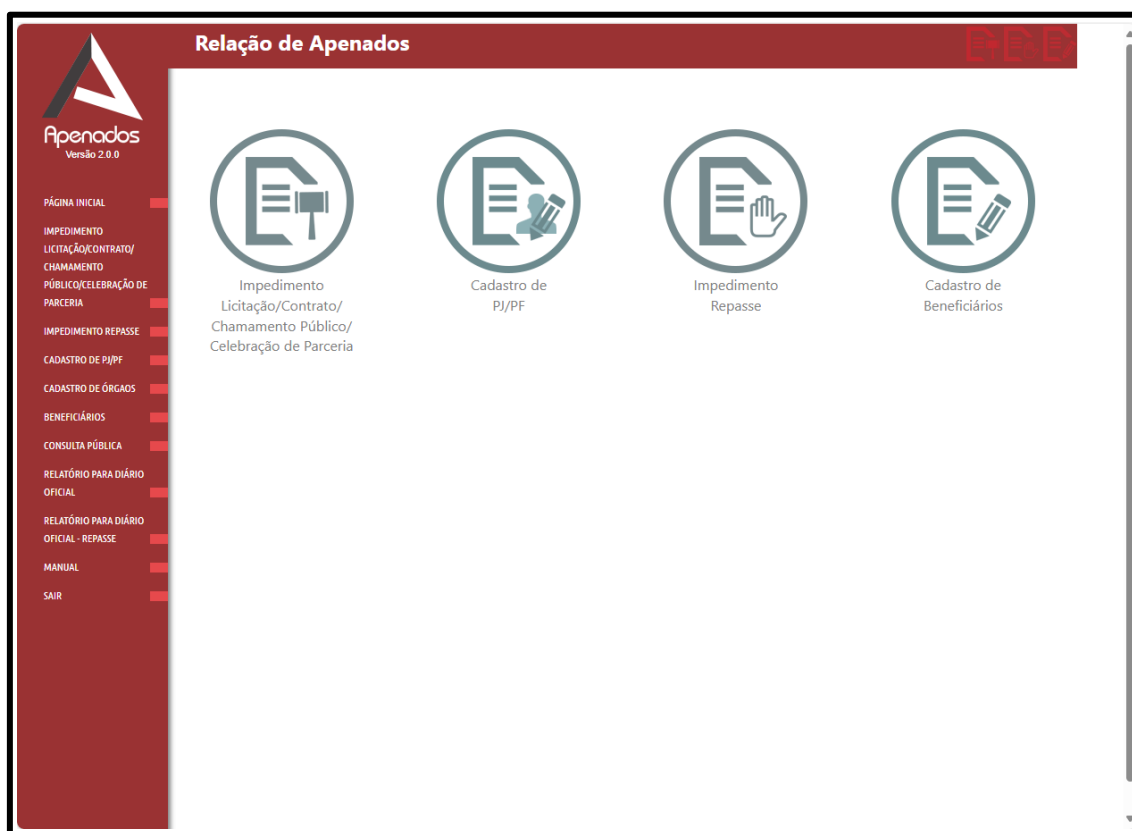 Relação de Apenados
Apenados
Versão 2.0.0
PÁGINA INICIAL
IMPEDIMENTO
LICITAÇÃO/CONTRATO/
CHAMAMENTO
PÚBLICO/CELEBRAÇÃO DE
PARCERIA
IMPEDIMENTO REPASSE
CADASTRO DE PJ/PF
CADASTRO DE ÓRGAOS
BENEFICIÁRIOS
CONSULTA PÚBLICA
RELATÓRIO PARA DIÁRIO
OFICIAL
RELATÓRIO PARA DIÁRIO
OFICIAL - REPASSE
MANUAL
SAIR
Impedimento
Licitação/Contrato/
Chamamento Público/
Celebração de Parceria
Cadastro de
PJ/PF
Impedimento
Repasse
Cadastro de
Beneficiários